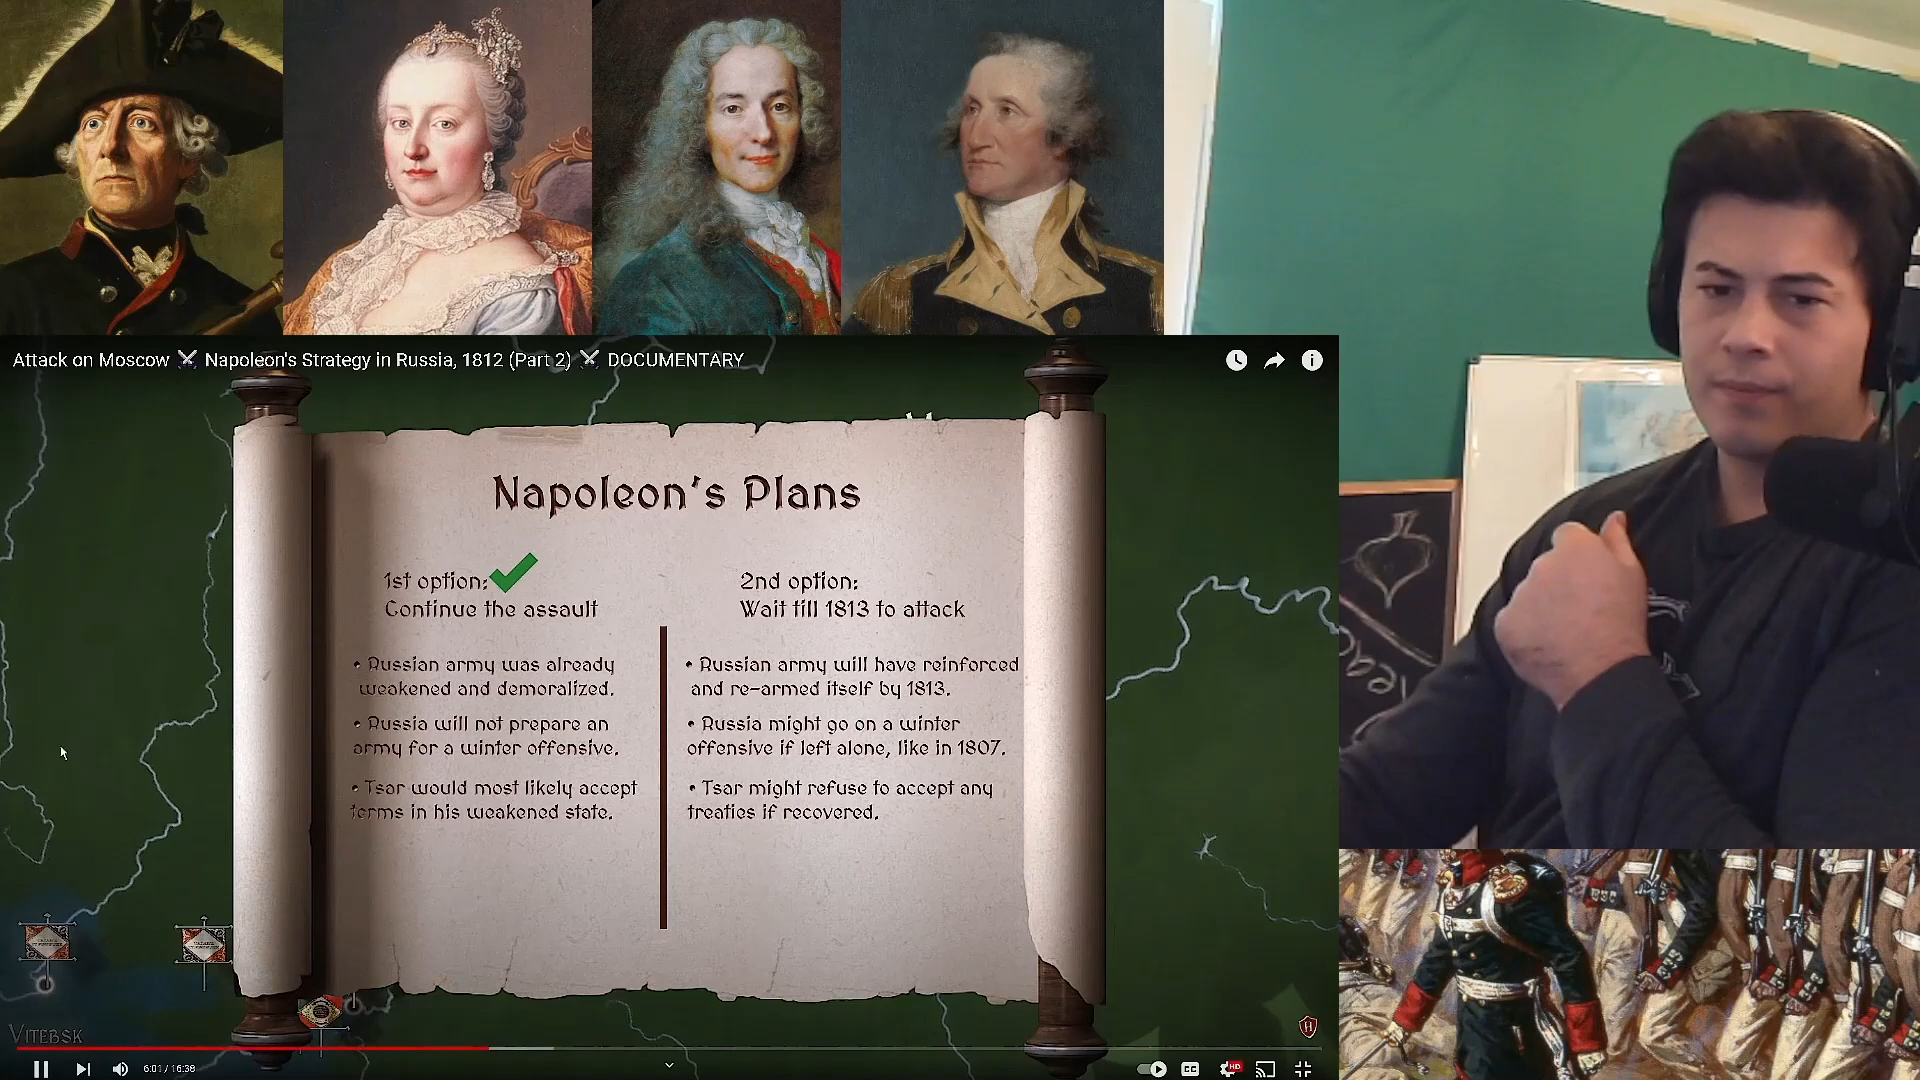 Attack on Moscow ⚔ Napoleon's Strategy in Russia, 1812 (Part 2) ⚔ DOCUMENTARY
Napoleon's Plans
1st option:
Continue the assault
• Russian army was already
weakened and demoralized.
• Russia will not prepare an
army for a winter offensive.
• Tsar would most likely accept
terms in his weakened state.
2nd option:
Wait till 1813 to attack
• Russian army will have reinforced
and re-armed itself by 1813.
• Russia might go on a winter
offensive if left alone, like in 1807.
• Tsar might refuse to accept any
treaties if recovered.
VITEBSK
H
6:01 / 16:38
CC
HD